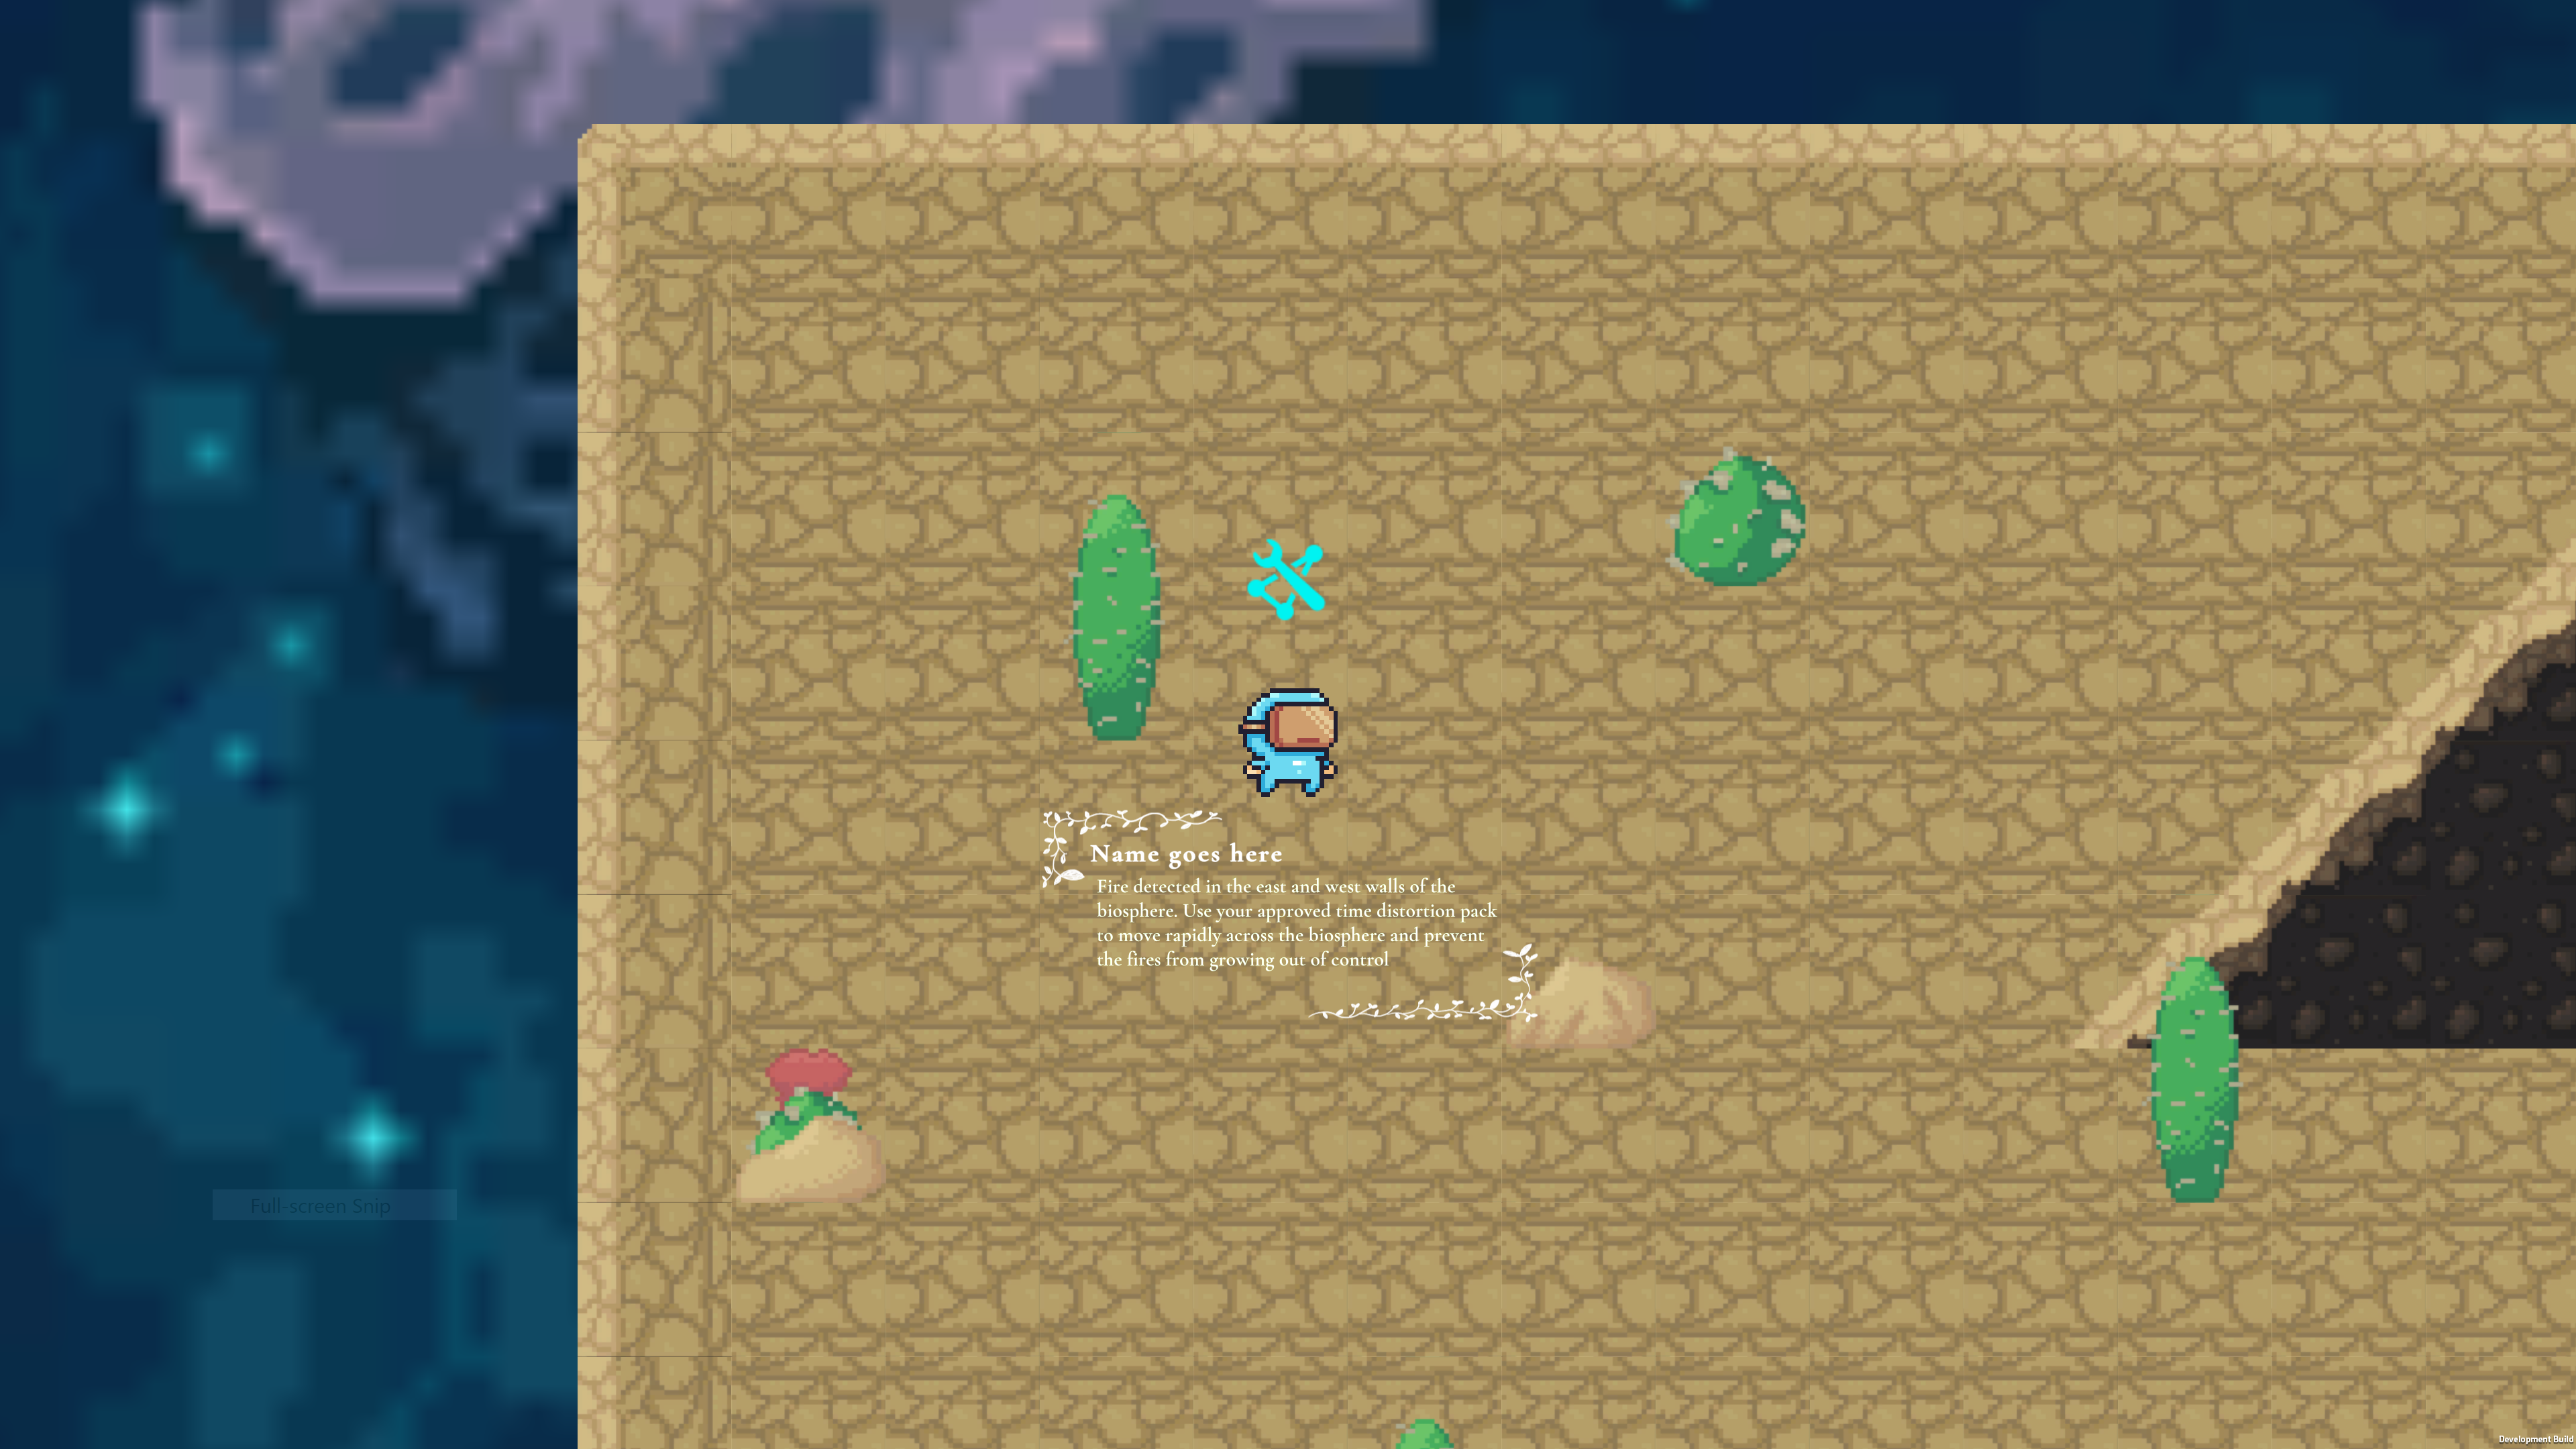 Name goes here
Fire detected in the east and west walls of the
biosphere. Use your approved time distortion pack
to move rapidly across the biosphere and prevent
the fires from growing out of control
Full-screen Snip
Development Build